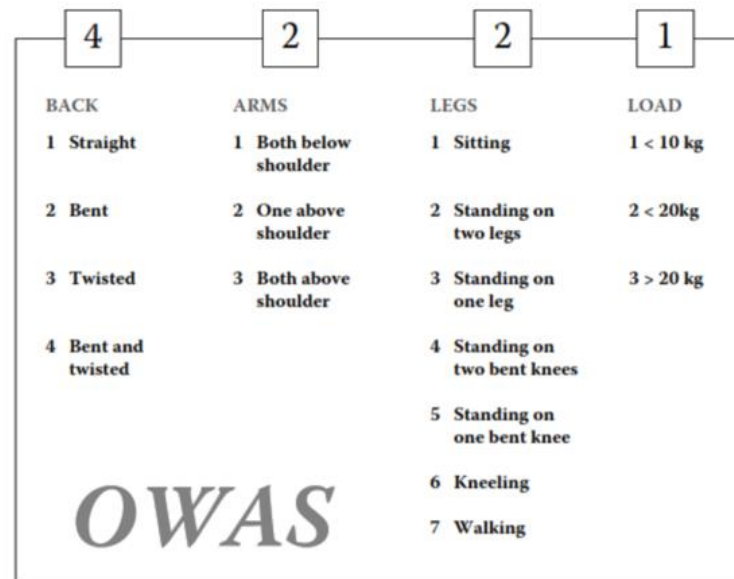 4 2 2 1
BACK ARMS LEGS LOAD
1 Straight
2 Bent
3 Twisted
4 Bent and
twisted
1 Both below
shoulder
2 One above
shoulder
3 Both above
shoulder
1 Sitting
2 Standing on
two legs
3 Standing on
one leg
4 Standing on
two bent knees
5 Standing on
one bent knee
6 Kneeling
7 Walking
1 < 10 kg
2 < 20kg
3 > 20 kg
OWAS